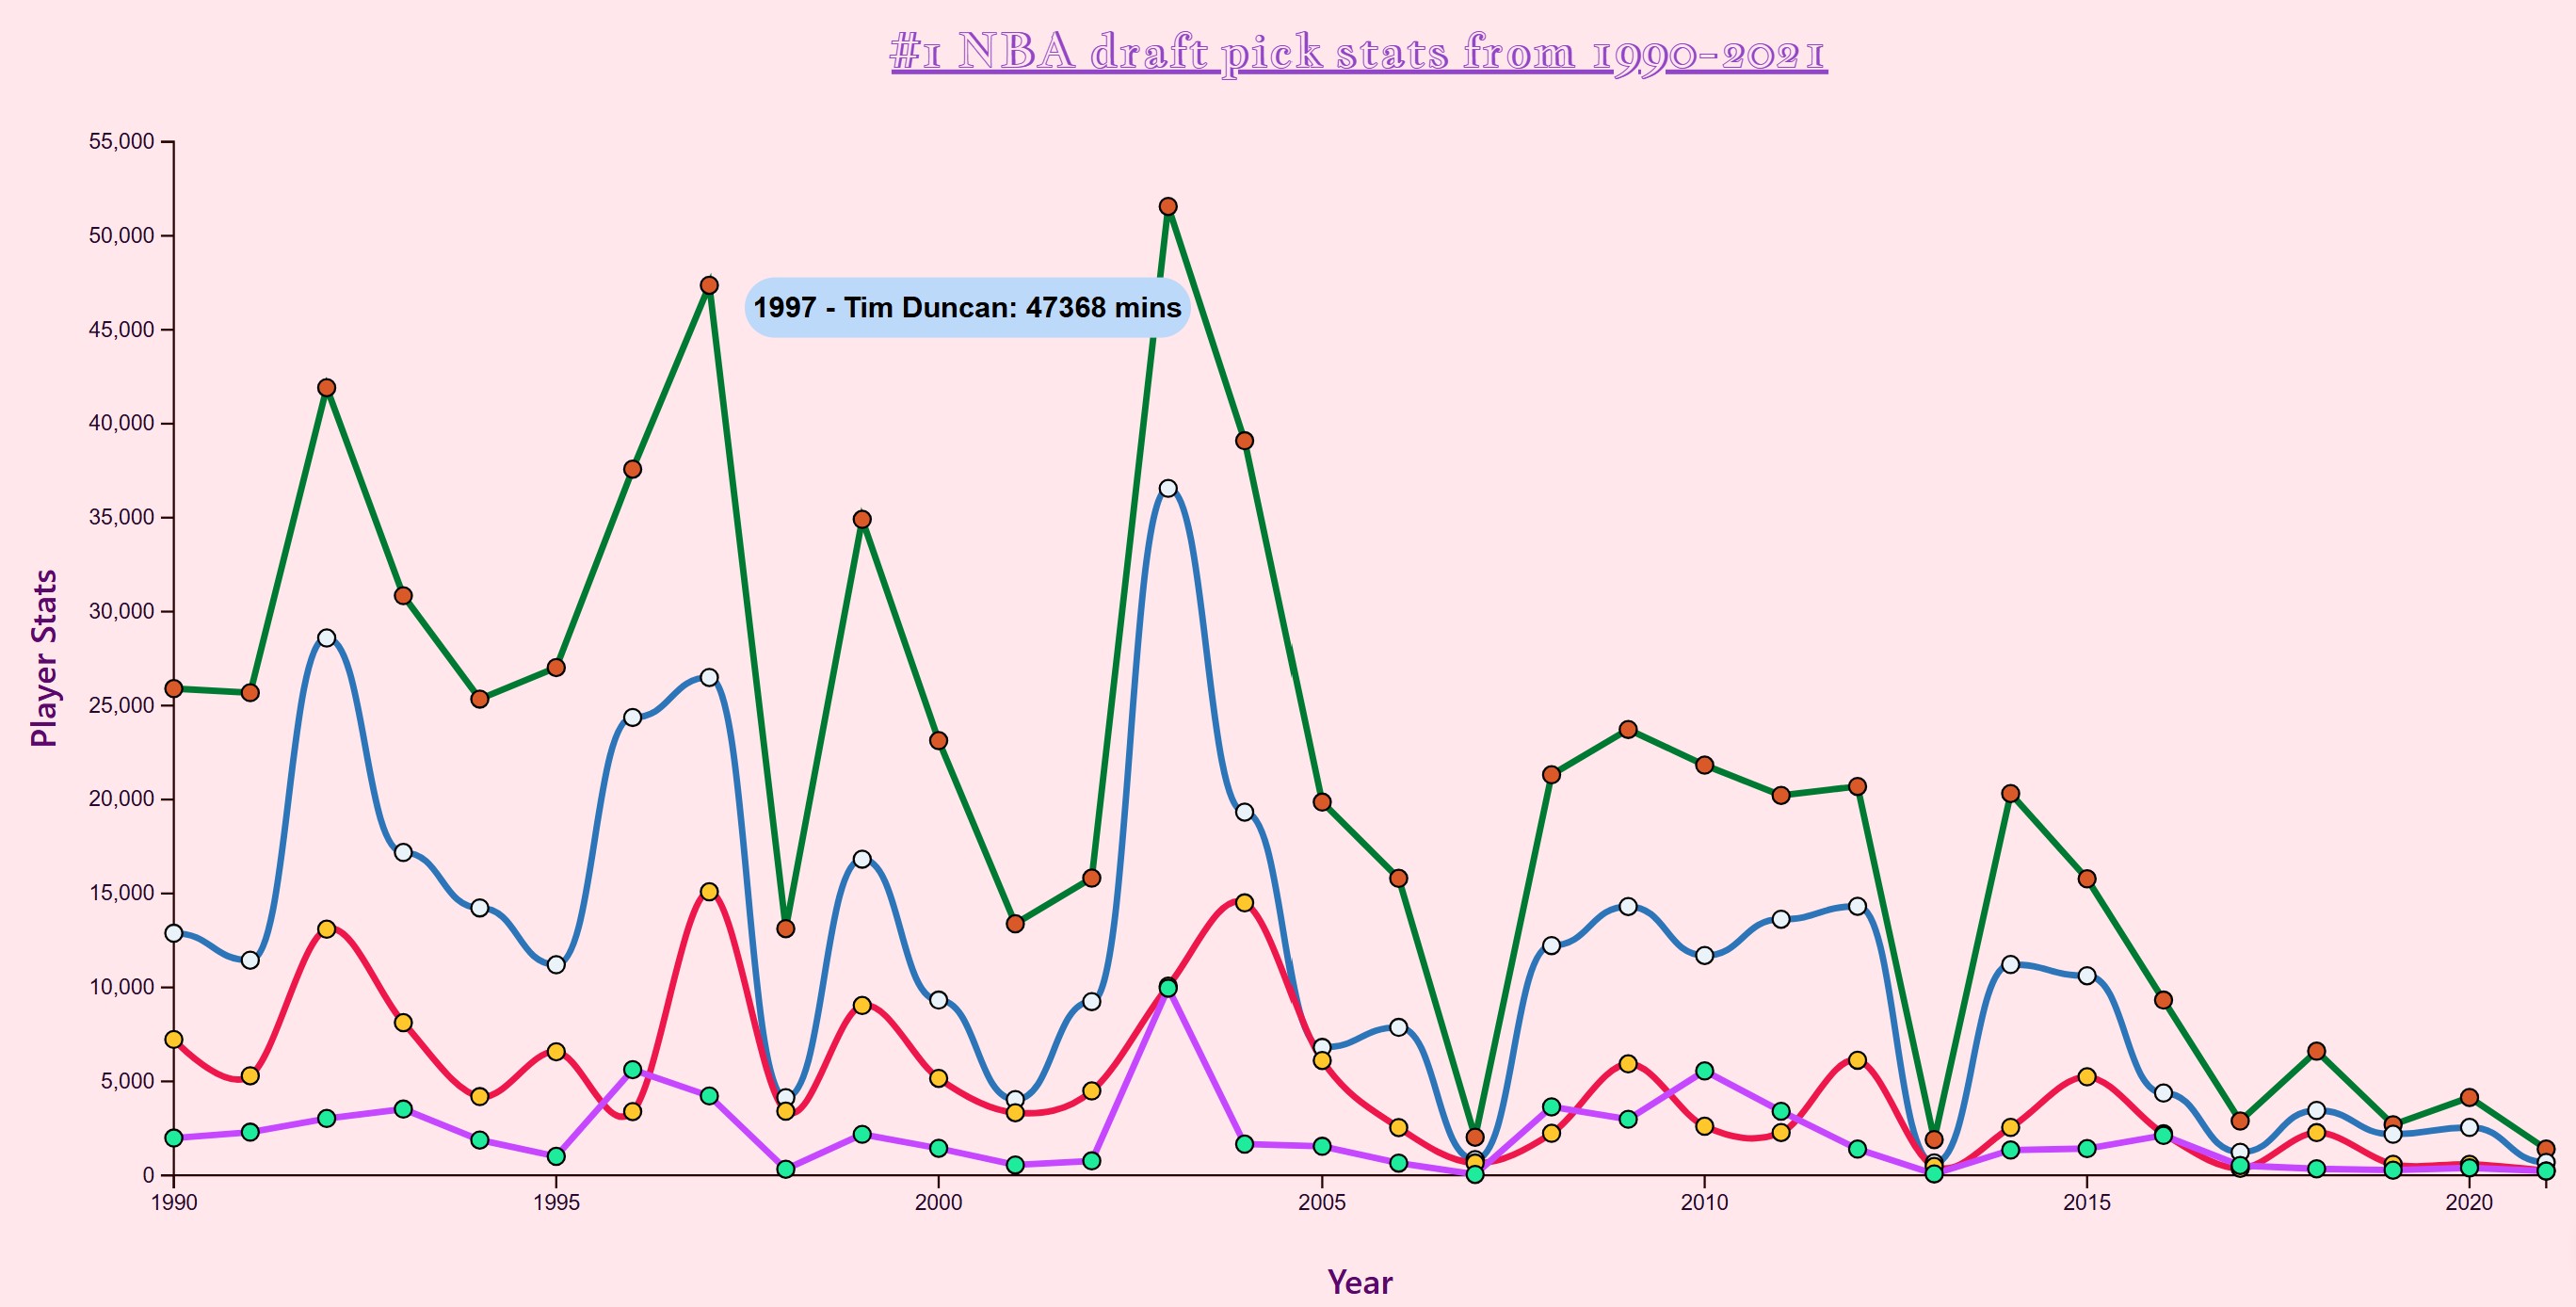 #1 NBA draft pick stats from 1990-2021
55,000
50,000
45,000
40,000
35,000
30,000
25,000
20,000
15,000
10,000
5,000
0
Player Stats
1997 - Tim Duncan: 47368 mins
1990 1995 2000 2005 2010 2015 2020
Year